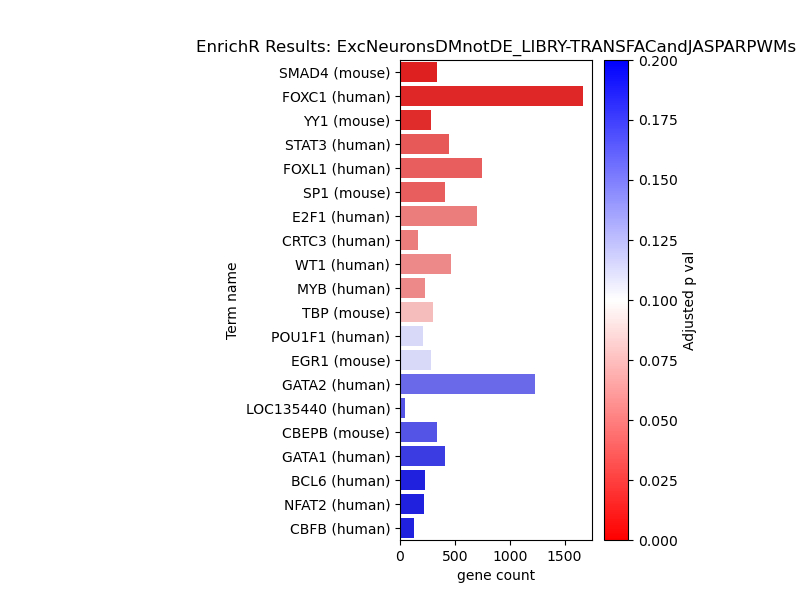 EnrichR Results: ExcNeuronsDMnotDE_LIBRY-TRANSFACandJASPARPWMs
Term name
SMAD4 (mouse)
FOXC1 (human)
YY1 (mouse)
STAT3 (human)
FOXL1 (human)
SP1 (mouse)
E2F1 (human)
CRTC3 (human)
WT1 (human)
MYB (human)
TBP (mouse)
POU1F1 (human)
EGR1 (mouse)
GATA2 (human)
LOC135440 (human)
CBEPB (mouse)
GATA1 (human)
BCL6 (human)
NFAT2 (human)
CBFB (human)
0 500 1000 1500
gene count
0.200
0.175
0.150
0.125
0.100
0.075
0.050
0.025
0.000
Adjusted p val